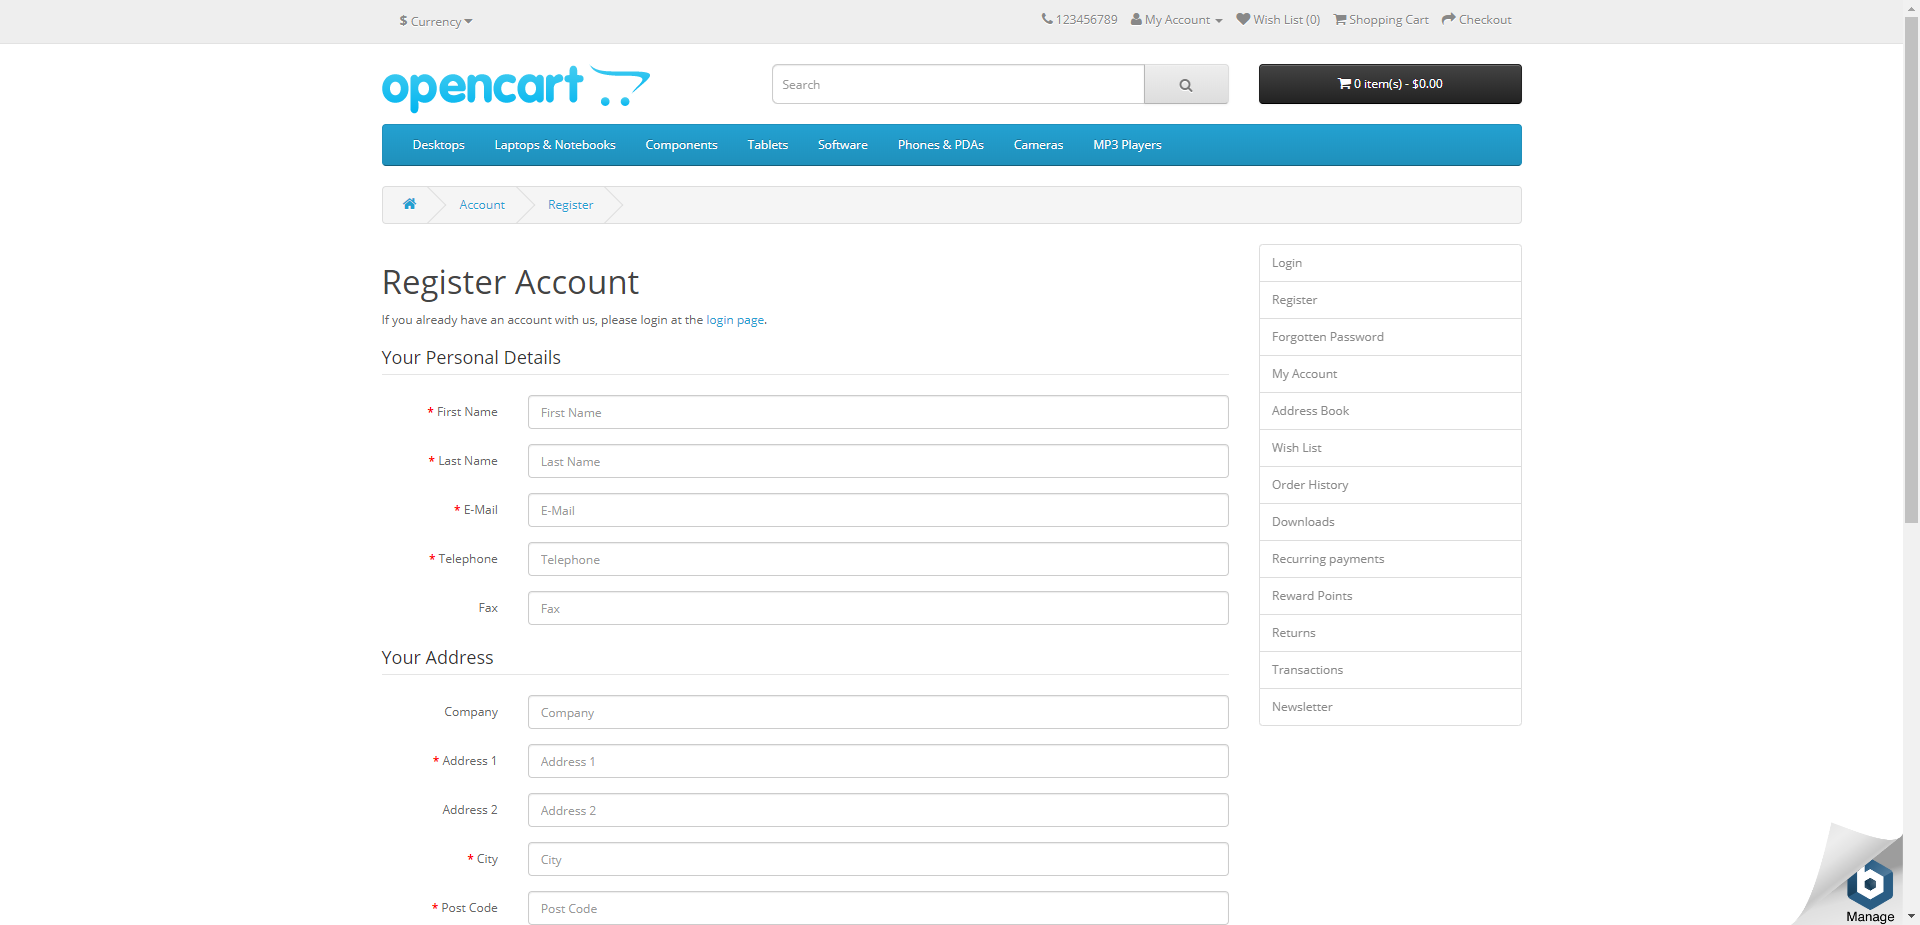 $ Currency
123456789 My Account Wish List (0) Shopping Cart Checkout
opencart
Search
0 item(s) - $0.00
Desktops Laptops & Notebooks Components Tablets Software Phones & PDAs Cameras MP3 Players
Account Register
Register Account
If you already have an account with us, please login at the login page.
Your Personal Details
* First Name First Name
* Last Name Last Name
* E-Mail E-Mail
* Telephone Telephone
Fax Fax
Your Address
Company Company
* Address 1 Address 1
Address 2 Address 2
* City City
* Post Code Post Code
Login
Register
Forgotten Password
My Account
Address Book
Wish List
Order History
Downloads
Recurring payments
Reward Points
Returns
Transactions
Newsletter
b
Manage